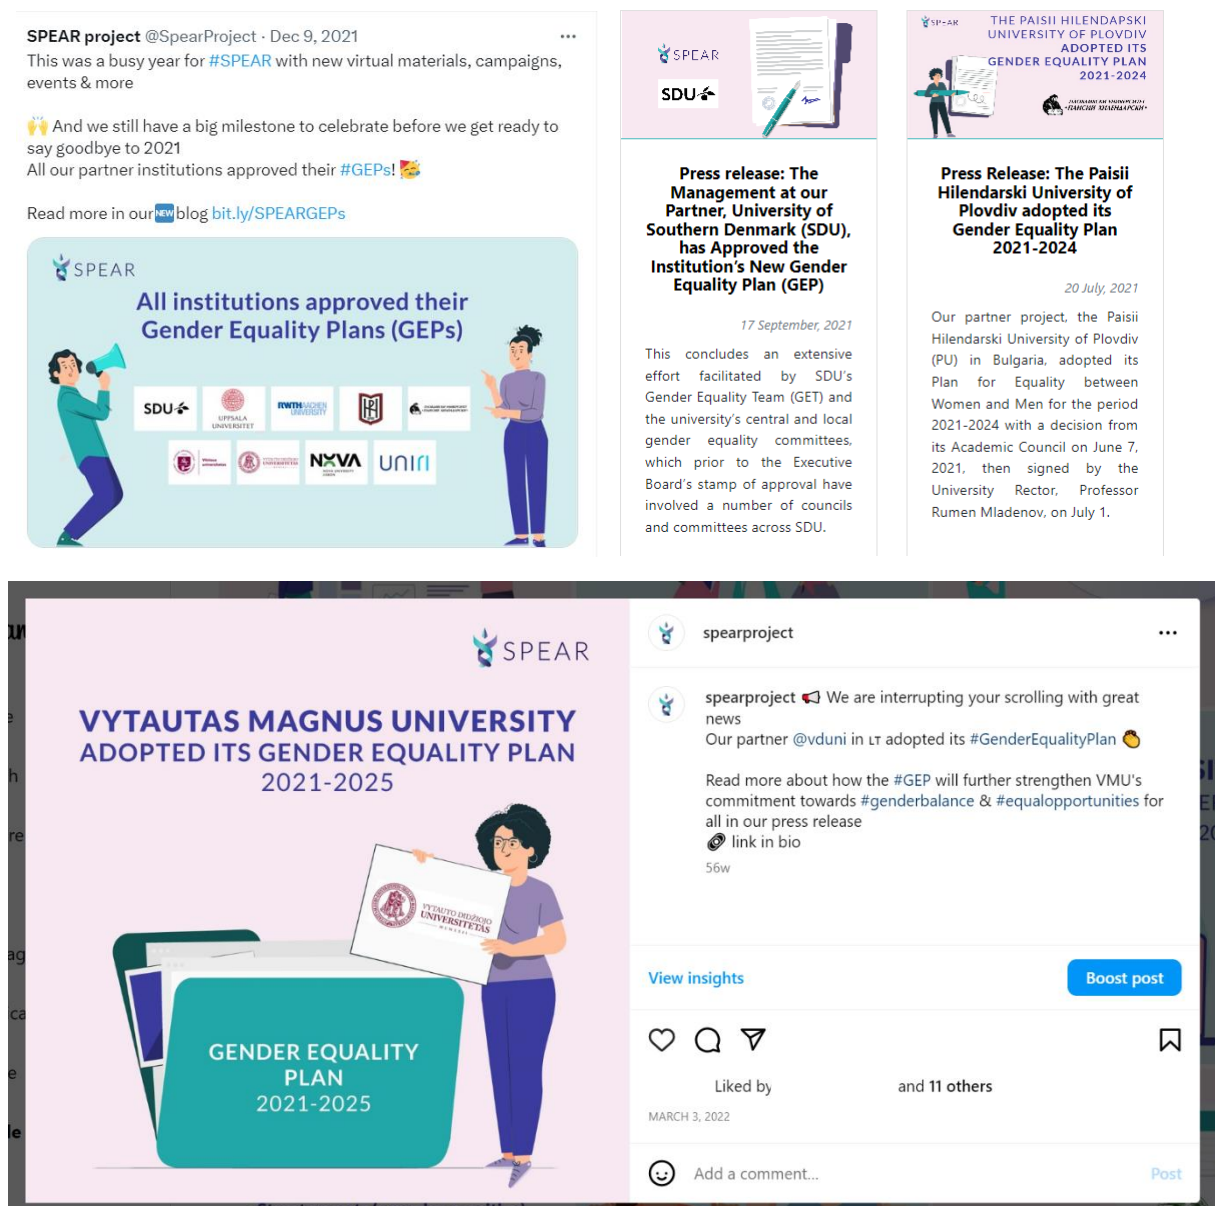 SPEAR project @SpearProject · Dec 9, 2021
This was a busy year for #SPEAR with new virtual materials, campaigns,
events & more
🙌 And we still have a big milestone to celebrate before we get ready to
say goodbye to 2021
All our partner institutions approved their #GEPs! 🥳
Read more in our 🆕 blog bit.ly/SPEARGEPs
SPEAR
All institutions approved their
Gender Equality Plans (GEPs)
SDU
UPPSALA
UNIVERSITET
RWTH AACHEN
UNIVERSITY
Vilniaus
universitetas
NOVA
UNIRI
SPEAR
SDU
Press release: The
Management at our
Partner, University of
Southern Denmark (SDU),
has Approved the
Institution's New Gender
Equality Plan (GEP)
17 September, 2021
This concludes an extensive
effort facilitated by SDU's
Gender Equality Team (GET) and
the university's central and local
gender equality committees,
which prior to the Executive
Board's stamp of approval have
involved a number of councils
and committees across SDU.
SPEAR
THE PAISII HILENDAPSKI
UNIVERSITY OF PLOVDIV
ADOPTED ITS
GENDER EQUALITY PLAN
2021-2024
Press Release: The Paisii
Hilendarski University of
Plovdiv adopted its
Gender Equality Plan
2021-2024
20 July, 2021
Our partner project, the Paisii
Hilendarski University of Plovdiv
(PU) in Bulgaria, adopted its
Plan for Equality between
Women and Men for the period
2021-2024 with a decision from
its Academic Council on June 7,
2021, then signed by the
University Rector, Professor
Rumen Mladenov, on July 1.
SPEAR
VYTAUTAS MAGNUS UNIVERSITY
ADOPTED ITS GENDER EQUALITY PLAN
2021-2025
VYTAUTO DIDŽIOJO
UNIVERSITETAS
MCMXXII
GENDER EQUALITY
PLAN
2021-2025
spearproject
spearproject 📢 We are interrupting your scrolling with great
news
Our partner @vduni in LT adopted its #GenderEqualityPlan 👏
Read more about how the #GEP will further strengthen VMU's
commitment towards #genderbalance & #equalopportunities for
all in our press release
🔗 link in bio
56w
View insights
Boost post
Liked by and 11 others
MARCH 3, 2022
Add a comment...
Post